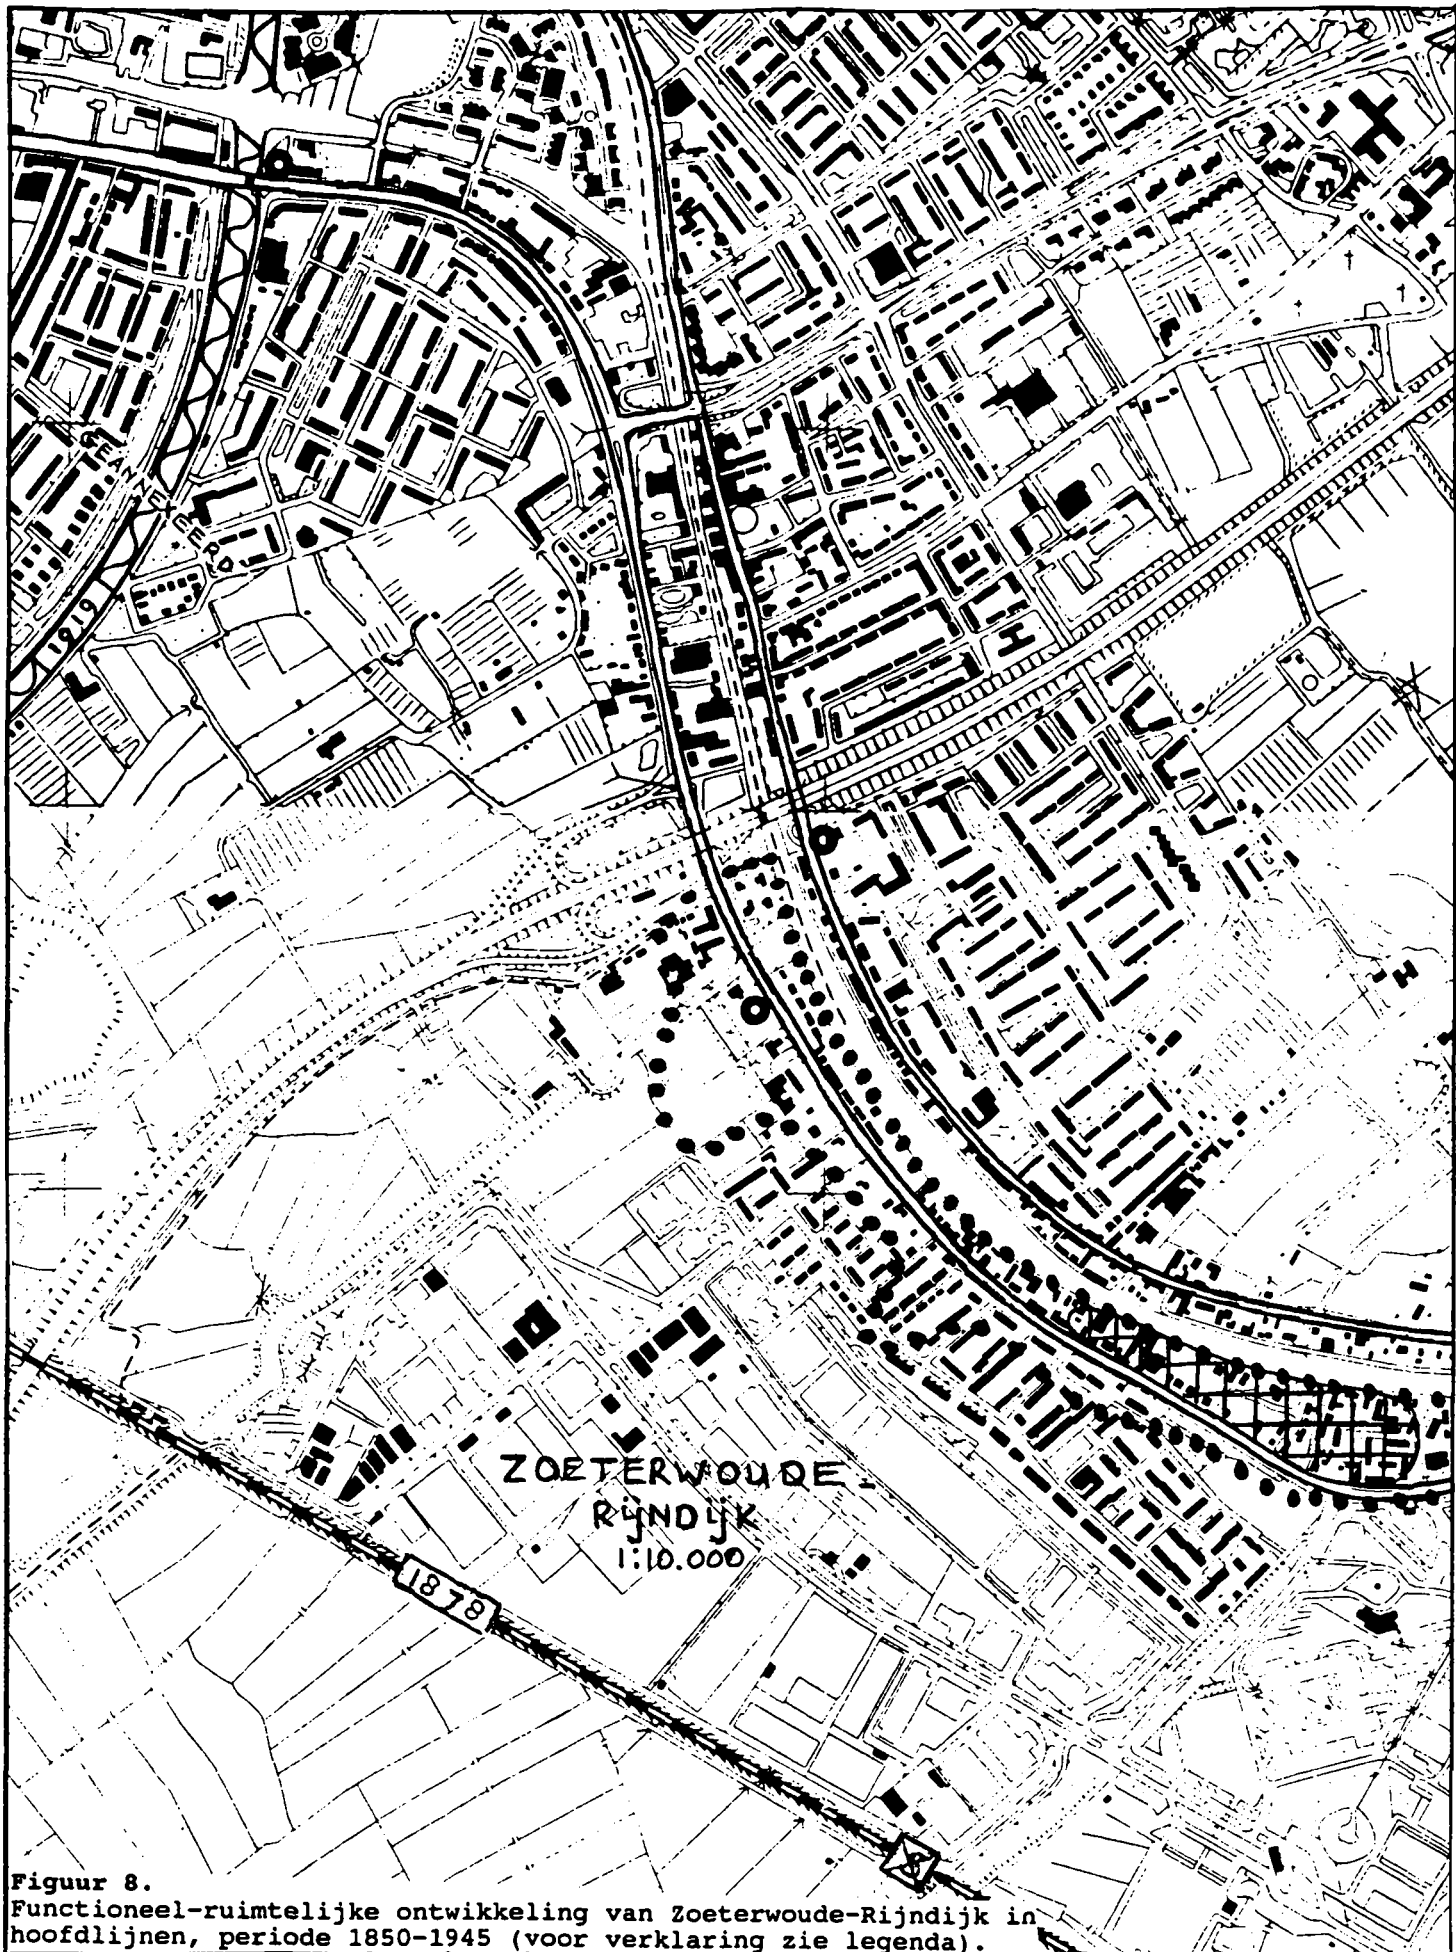 GEANNEXEERD
1919
ZOETERWOUDE -
RIJNDIJK
1:10.000
1878
S
Figuur 8.
Functioneel-ruimtelijke ontwikkeling van Zoeterwoude-Rijndijk in
hoofdlijnen, periode 1850-1945 (voor verklaring zie legenda).